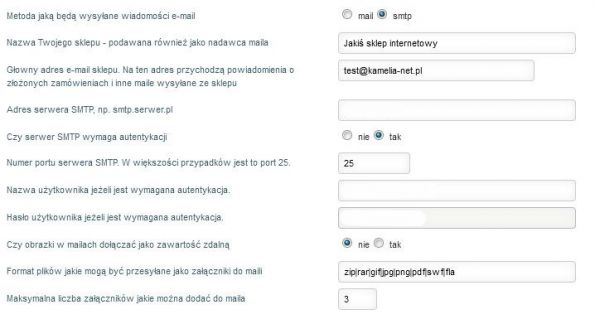 Metoda jaką będą wysyłane wiadomości e-mail mail smtp
Nazwa Twojego sklepu - podawana również jako nadawca maila Jakiś sklep internetowy
Głowny adres e-mail sklepu. Na ten adres przychodzą powiadomienia o
złożonych zamówieniach i inne maile wysyłane ze sklepu test@kamelia-net.pl
Adres serwera SMTP, np. smtp.serwer.pl
Czy serwer SMTP wymaga autentykacji nie tak
Numer portu serwera SMTP. W większości przypadków jest to port 25. 25
Nazwa użytkownika jeżeli jest wymagana autentykacja.
Hasło użytkownika jeżeli jest wymagana autentykacja.
Czy obrazki w mailach dołączać jako zawartość zdalną nie tak
Format plików jakie mogą być przesyłane jako załączniki do maili zip|rar|gif|jpg|png|pdf|swf|fla
Maksymalna liczba załączników jakie można dodać do maila 3